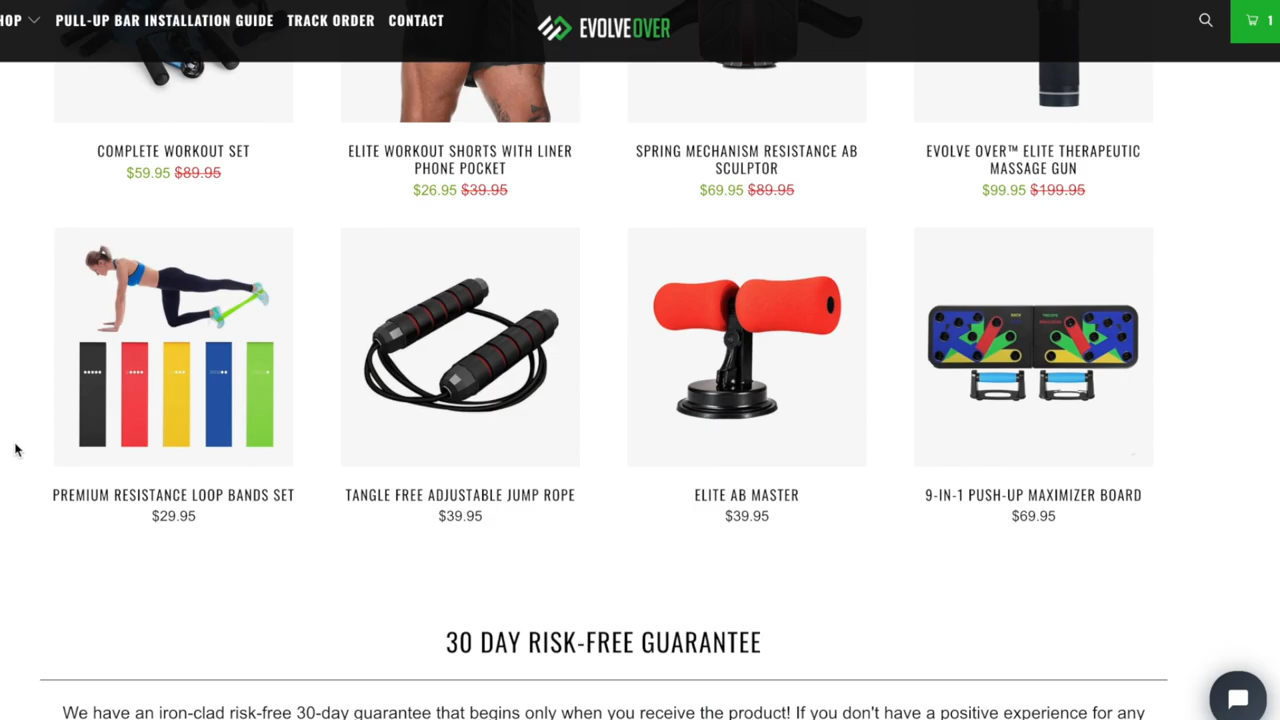 HOP PULL-UP BAR INSTALLATION GUIDE TRACK ORDER CONTACT
EVOLVEOVER
1
COMPLETE WORKOUT SET
$59.95 $89.95
ELITE WORKOUT SHORTS WITH LINER
PHONE POCKET
$26.95 $39.95
SPRING MECHANISM RESISTANCE AB
SCULPTOR
$69.95 $89.95
EVOLVE OVER™ ELITE THERAPEUTIC
MASSAGE GUN
$99.95 $199.95
PREMIUM RESISTANCE LOOP BANDS SET
$29.95
TANGLE FREE ADJUSTABLE JUMP ROPE
$39.95
ELITE AB MASTER
$39.95
9-IN-1 PUSH-UP MAXIMIZER BOARD
$69.95
30 DAY RISK-FREE GUARANTEE
We have an iron-clad risk-free 30-day guarantee that begins only when you receive the product! If you don't have a positive experience for any